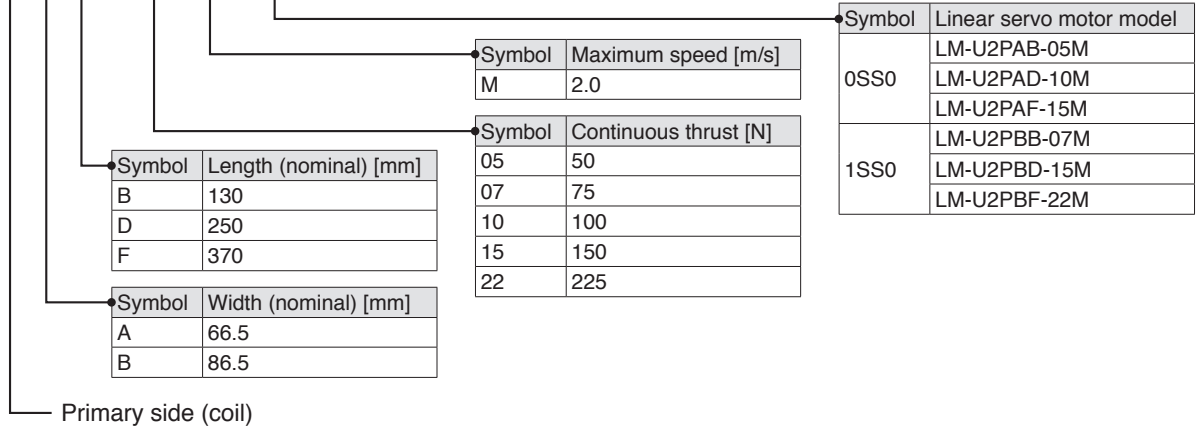 Symbol Linear servo motor model
0SS0 LM-U2PAB-05M
LM-U2PAD-10M
LM-U2PAF-15M
1SS0 LM-U2PBB-07M
LM-U2PBD-15M
LM-U2PBF-22M
Symbol Maximum speed [m/s]
M 2.0
Symbol Continuous thrust [N]
05 50
07 75
10 100
15 150
22 225
Symbol Length (nominal) [mm]
B 130
D 250
F 370
Symbol Width (nominal) [mm]
A 66.5
B 86.5
Primary side (coil)